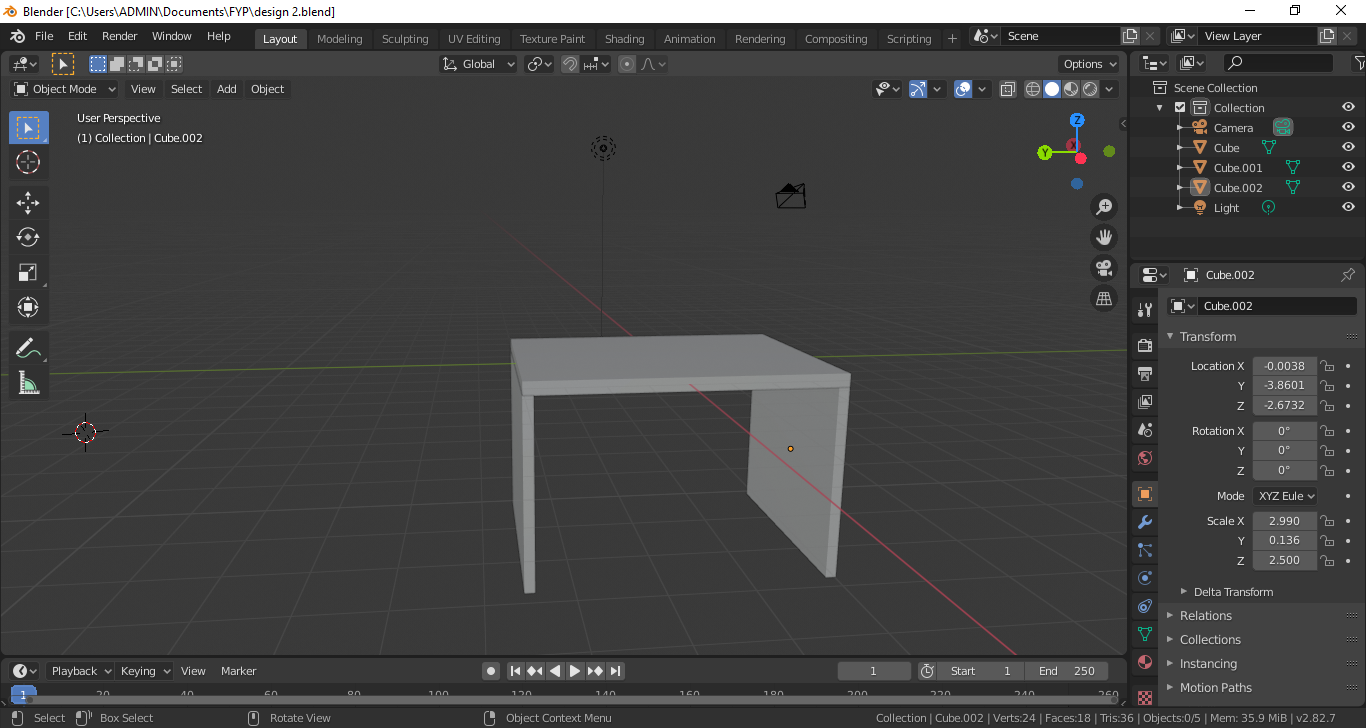 Blender [C:\Users\ADMIN\Documents\FYP\design 2.blend]
File Edit Render Window Help Layout Modeling Sculpting UV Editing Texture Paint Shading Animation Rendering Compositing Scripting + Scene View Layer
Global Options
Object Mode View Select Add Object
User Perspective
(1) Collection | Cube.002
Z
X
Y
Scene Collection
Collection
Camera
Cube
Cube.001
Cube.002
Light
Cube.002
Cube.002
Transform
Location X -0.0038
Y -3.8601
Z -2.6732
Rotation X 0°
Y 0°
Z 0°
Mode XYZ Eule
Scale X 2.990
Y 0.136
Z 2.500
Delta Transform
Relations
Collections
Instancing
Motion Paths
Playback Keying View Marker 1 Start 1 End 250
1 20 40 60 80 100 120 140 160 180 200 220 240 260
Select Box Select Rotate View Object Context Menu Collection | Cube.002 | Verts:24 | Faces:18 | Tris:36 | Objects:0/5 | Mem: 35.9 MiB | v2.82.7